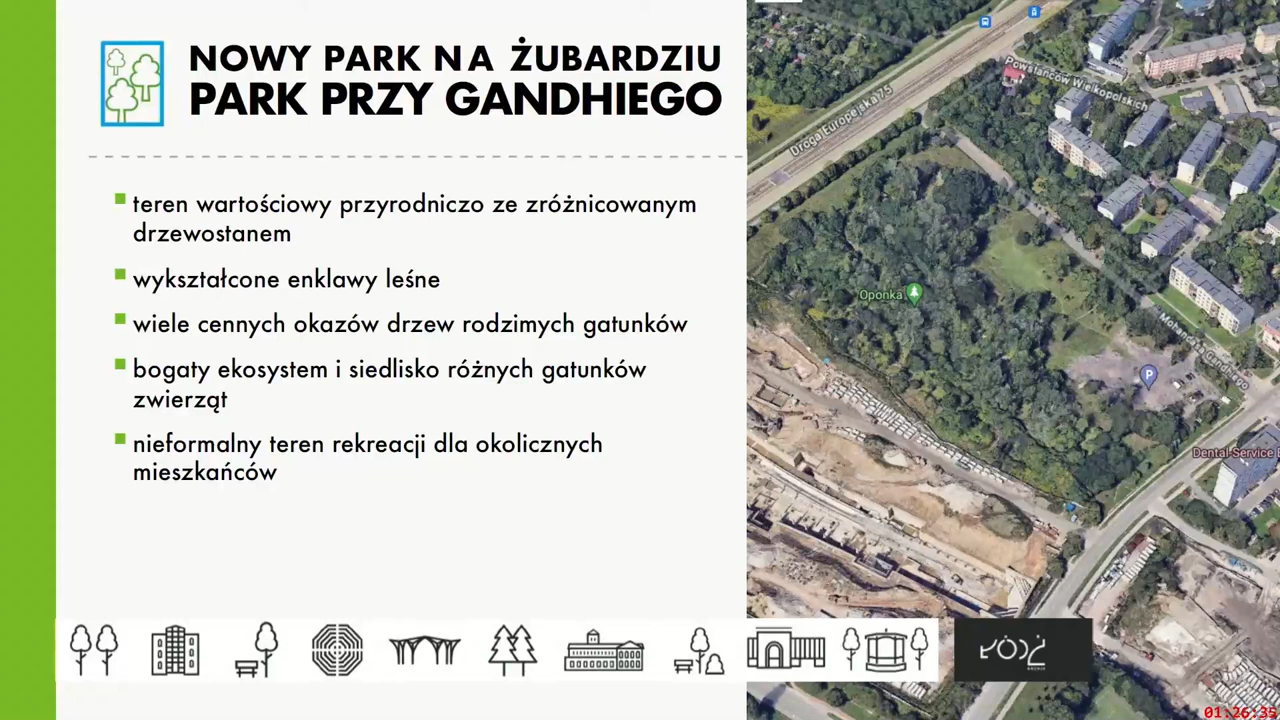 NOWY PARK NA ŻUBARDZIU
PARK PRZY GANDHIEGO
teren wartościowy przyrodniczo ze zróżnicowanym
drzewostanem
wykształcone enklawy leśne
wiele cennych okazów drzew rodzimych gatunków
bogaty ekosystem i siedlisko różnych gatunków
zwierząt
nieformalny teren rekreacji dla okolicznych
mieszkańców
Powstańców Wielkopolskich
Droga Europejska 75
Oponka
P
Mohandasa Gandhiego
Dental-Service
ŁÓDŹ
01:26:35